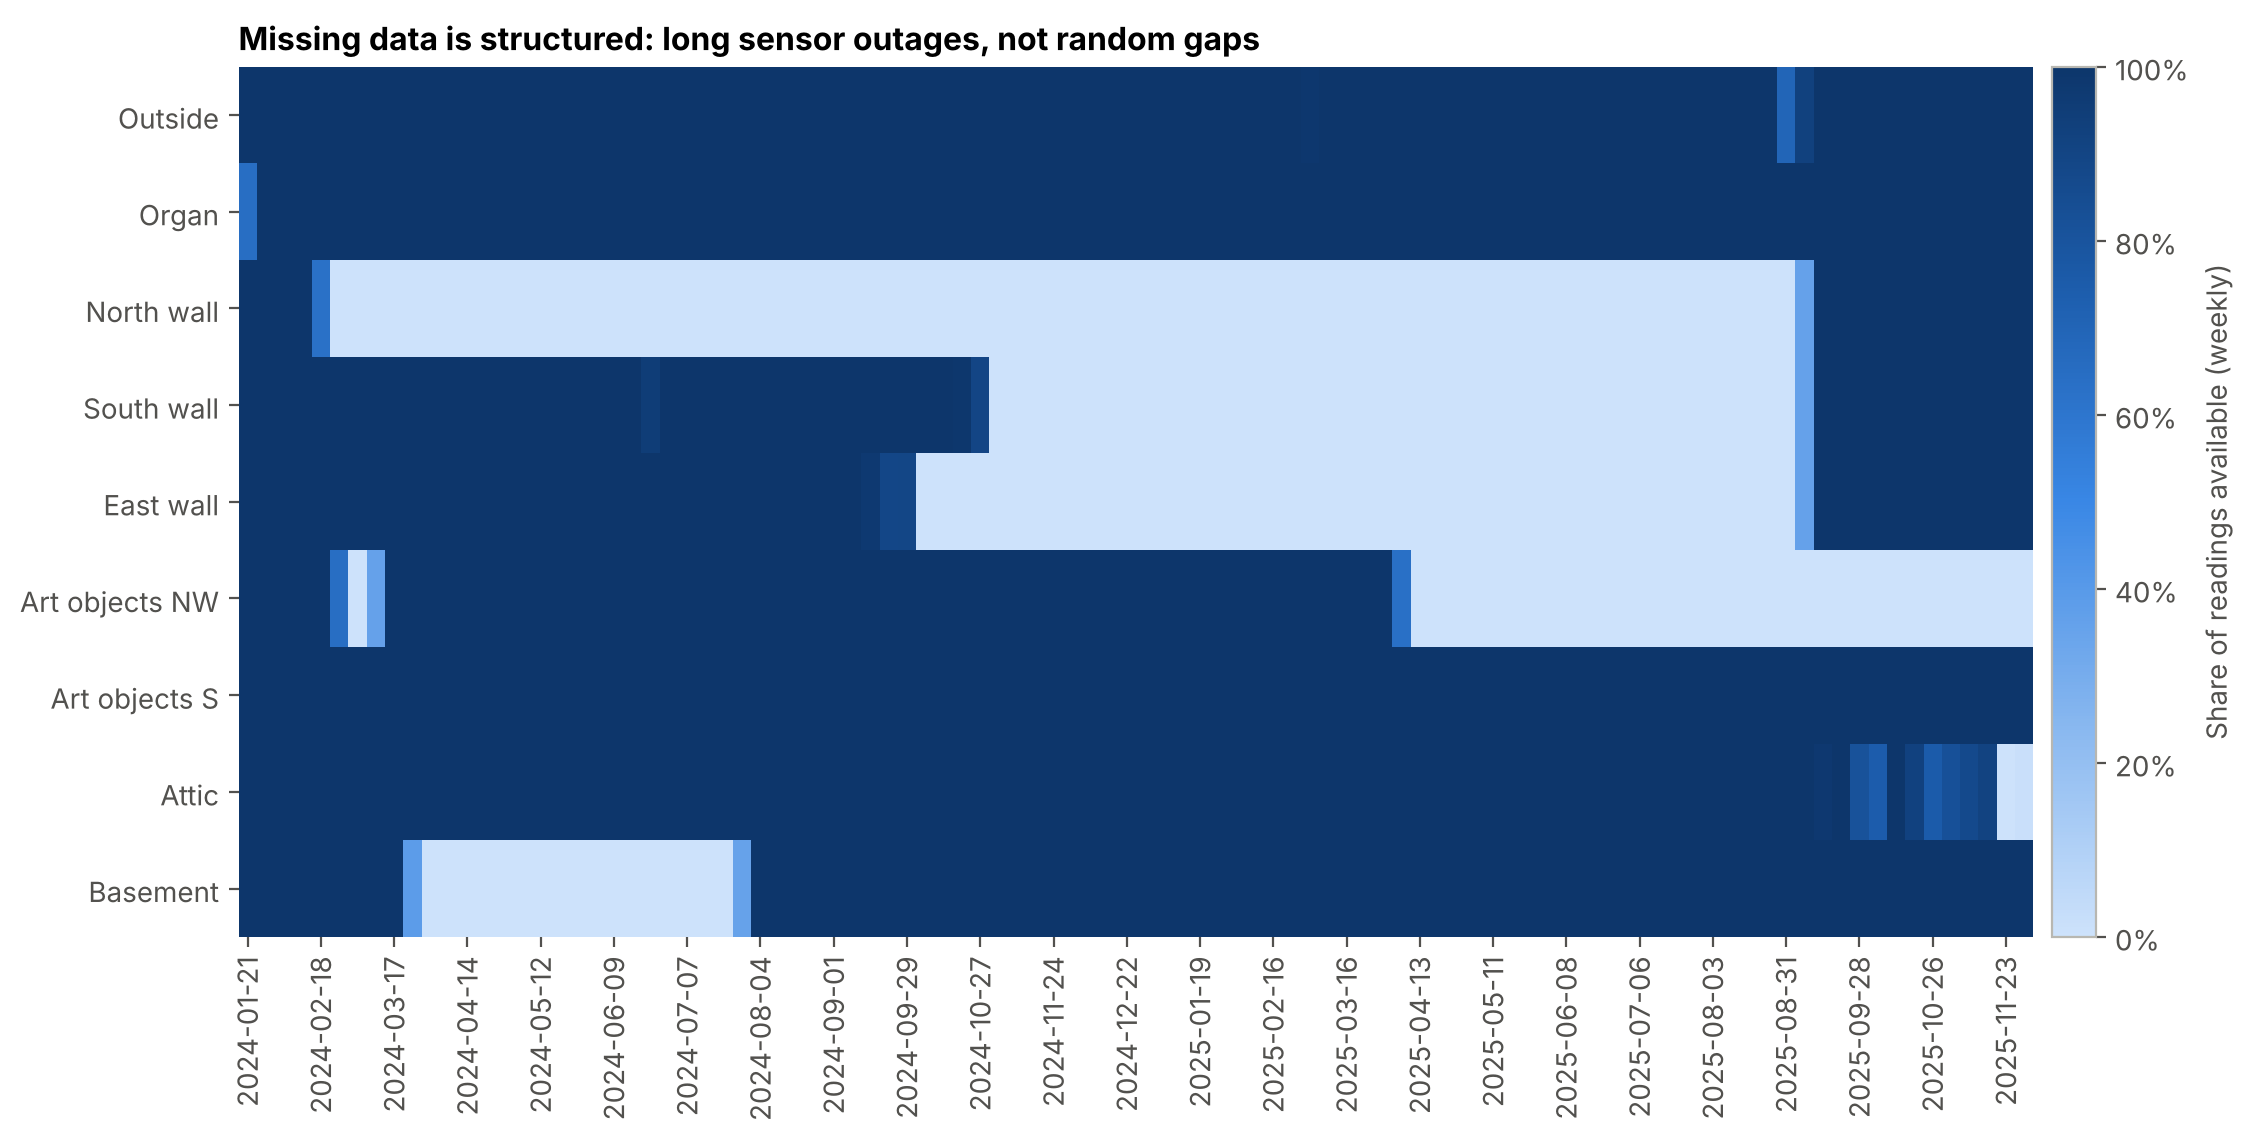 Missing data is structured: long sensor outages, not random gaps
Outside
Organ
North wall
South wall
East wall
Art objects NW
Art objects S
Attic
Basement
2024-01-21
2024-02-18
2024-03-17
2024-04-14
2024-05-12
2024-06-09
2024-07-07
2024-08-04
2024-09-01
2024-09-29
2024-10-27
2024-11-24
2024-12-22
2025-01-19
2025-02-16
2025-03-16
2025-04-13
2025-05-11
2025-06-08
2025-07-06
2025-08-03
2025-08-31
2025-09-28
2025-10-26
2025-11-23
100%
80%
60%
40%
20%
0%
Share of readings available (weekly)